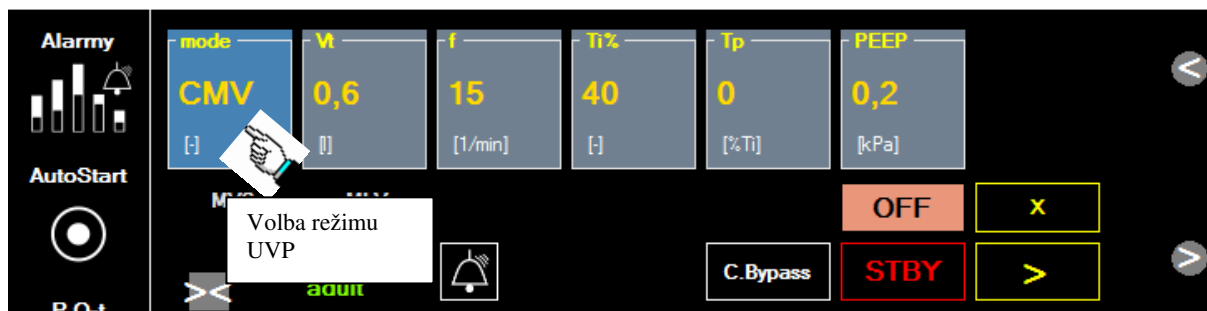 Alarmy
mode
Vt
f
Ti%
Tp
PEEP
CMV
0,6
15
40
0
0,2
[-]
[l]
[1/min]
[-]
[%Ti]
[kPa]
<
AutoStart
OFF
x
Volba režimu
UVP
adult
C.Bypass
STBY
>
>
><